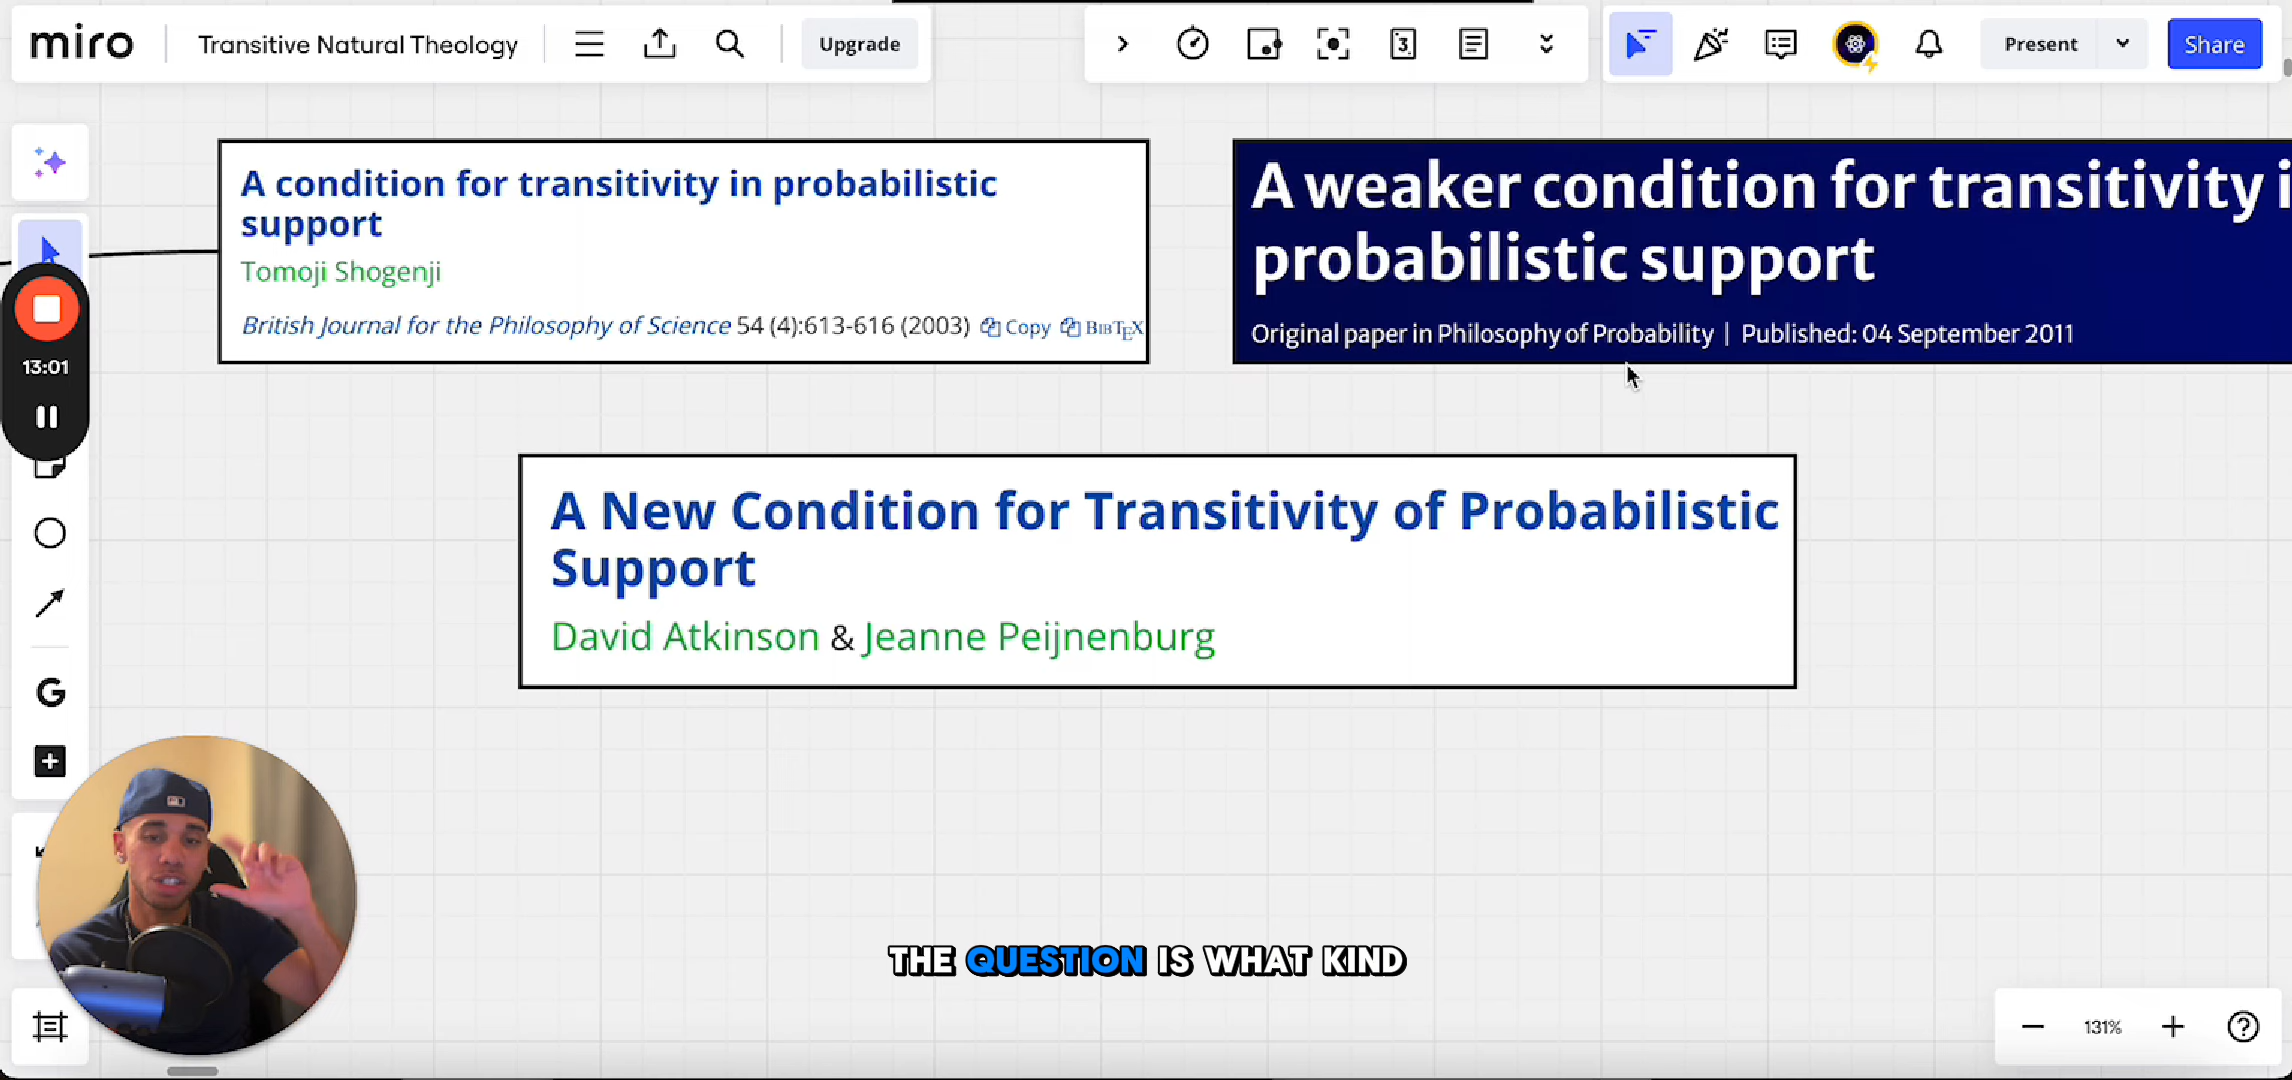 miro
Transitive Natural Theology
Upgrade
3
Present
Share
A condition for transitivity in probabilistic
support
Tomoji Shogenji
British Journal for the Philosophy of Science 54 (4):613-616 (2003) Copy BIBTEX
A weaker condition for transitivity i
probabilistic support
Original paper in Philosophy of Probability | Published: 04 September 2011
13:01
A New Condition for Transitivity of Probabilistic
Support
David Atkinson & Jeanne Peijnenburg
G
THE QUESTION IS WHAT KIND
131%